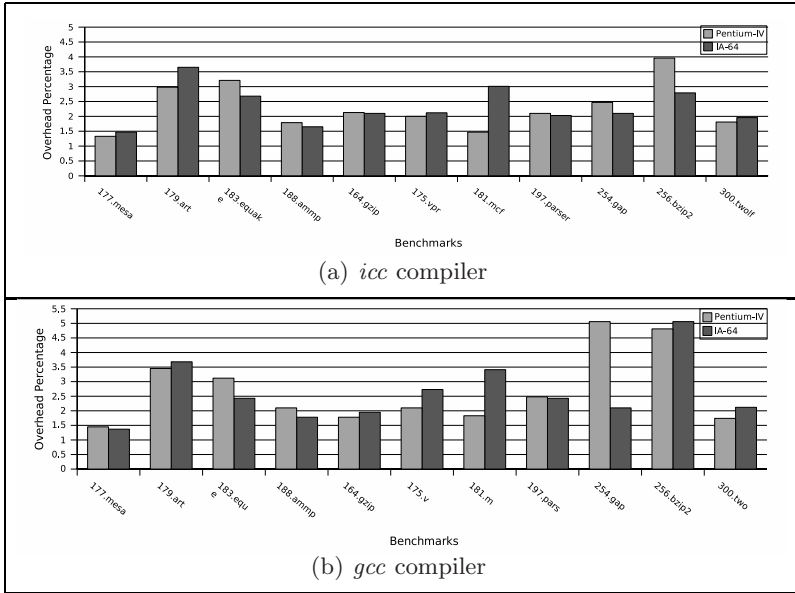 5
4.5
4
3.5
3
2.5
2
1.5
1
0.5
0
Overhead Percentage
Pentium-IV
IA-64
177.mesa
179.art
183.equak
e
188.ammp
164.gzip
175.vpr
181.mcf
197.parser
254.gap
256.bzip2
300.twolf
Benchmarks
(a) icc compiler
5.5
5
4.5
4
3.5
3
2.5
2
1.5
1
0.5
0
Overhead Percentage
Pentium-IV
IA-64
177.mesa
179.art
183.equ
e
188.ammp
164.gzip
175.v
181.m
197.pars
254.gap
256.bzip2
300.two
Benchmarks
(b) gcc compiler